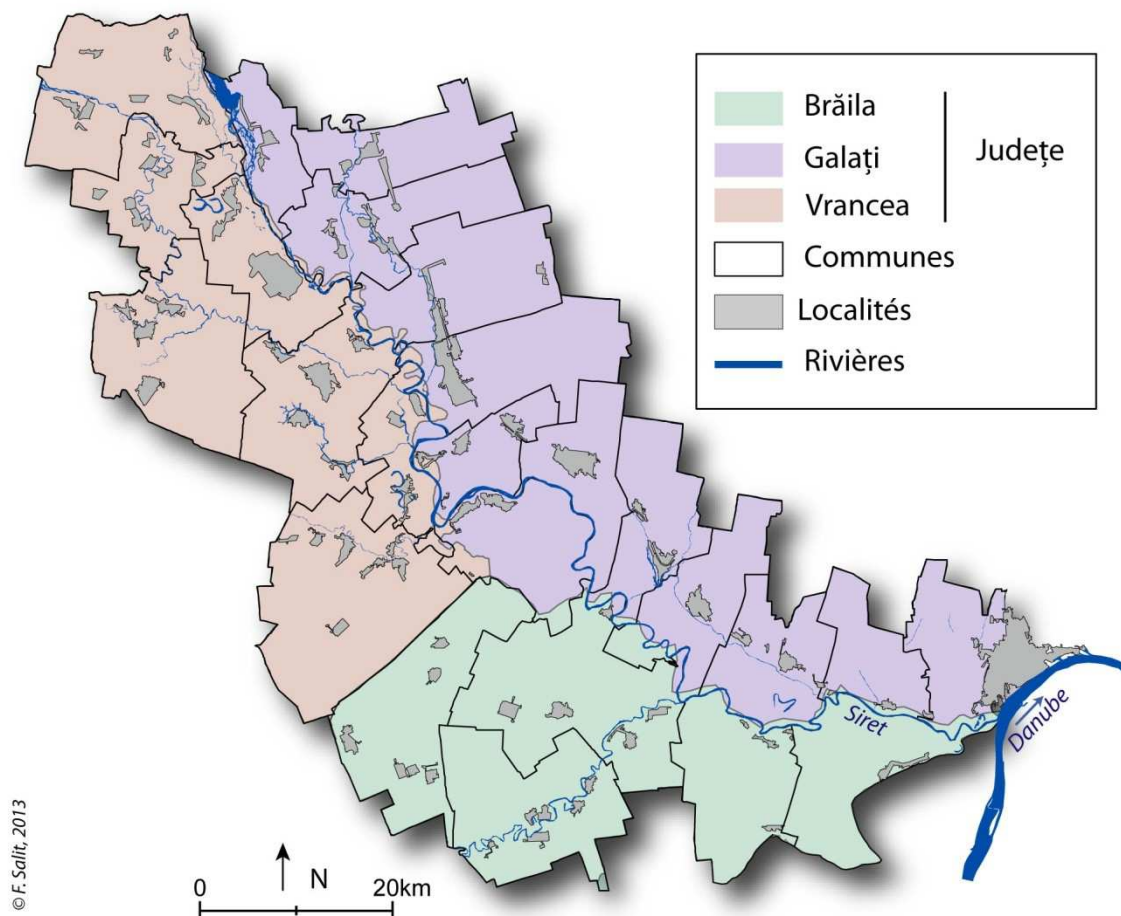 Brăila
Galați
Vrancea
Județe
Communes
Localités
Rivières
Siret
Danube
© F. Salit, 2013
N
0 20km